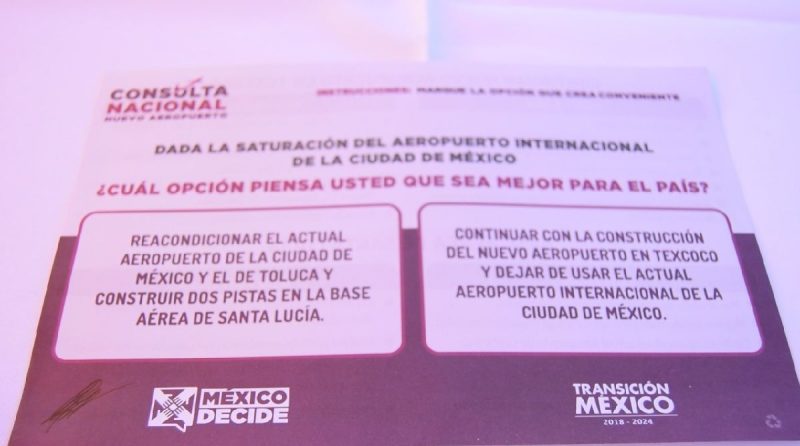 CONSULTA
NACIONAL
NUEVO AEROPUERTO
INSTRUCCIONES: MARQUE LA OPCIÓN QUE CREA CONVENIENTE
DADA LA SATURACIÓN DEL AEROPUERTO INTERNACIONAL
DE LA CIUDAD DE MÉXICO
¿CUÁL OPCIÓN PIENSA USTED QUE SEA MEJOR PARA EL PAÍS?
REACONDICIONAR EL ACTUAL
AEROPUERTO DE LA CIUDAD DE
MÉXICO Y EL DE TOLUCA Y
CONSTRUIR DOS PISTAS EN LA BASE
AÉREA DE SANTA LUCÍA.
CONTINUAR CON LA CONSTRUCCIÓN
DEL NUEVO AEROPUERTO EN TEXCOCO
Y DEJAR DE USAR EL ACTUAL
AEROPUERTO INTERNACIONAL DE LA
CIUDAD DE MÉXICO.
MÉXICO
DECIDE
TRANSICIÓN
MÉXICO
2018 - 2024